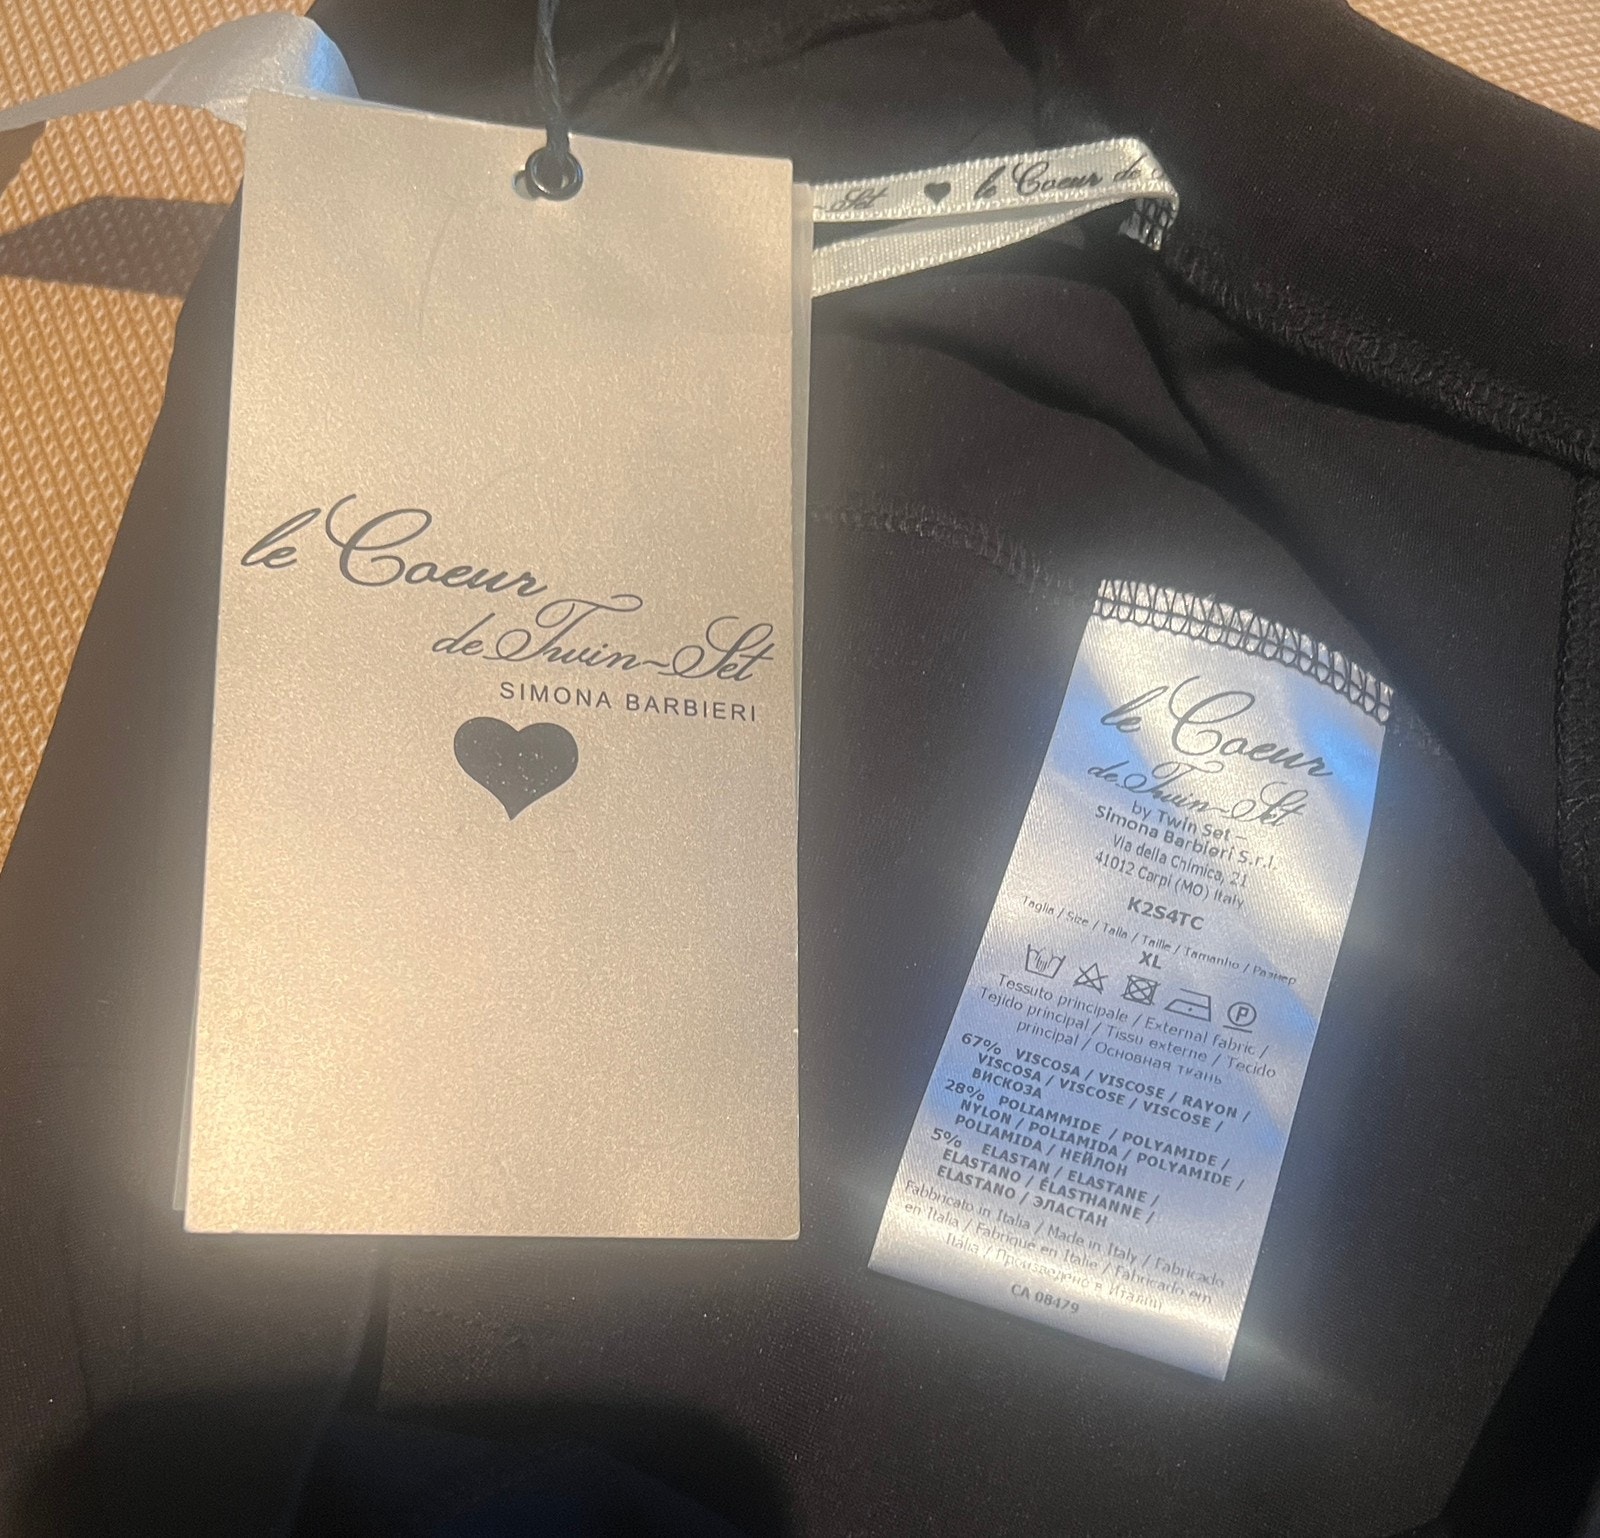 le Coeur
de Twin-Set
SIMONA BARBIERI
Set ♥ le Coeur de
le Coeur
de Twin-Set
by Twin Set –
Simona Barbieri S.r.l.
Via della Chimica, 21
41012 Carpi (MO) Italy
K2S4TC
Taglia / Size / Talla / Taille / Tamanho / Размер
XL
P
Tessuto principale / External fabric /
Tejido principal / Tissu externe / Tecido
principal / Основная ткань
67% VISCOSA / VISCOSE / RAYON /
VISCOSA / VISCOSE / VISCOSE /
ВИСКОЗА
28% POLIAMMIDE / POLYAMIDE /
NYLON / POLIAMIDA / POLYAMIDE /
POLIAMIDA / НЕЙЛОН
5% ELASTAN / ELASTANE /
ELASTANO / ÉLASTHANNE /
ELASTANO / ЭЛАСТАН
Fabbricato in Italia / Made in Italy / Fabricado
en Italia / Fabriqué en Italie / Fabricado em
Itália / Произведено в Италии
CA 08479